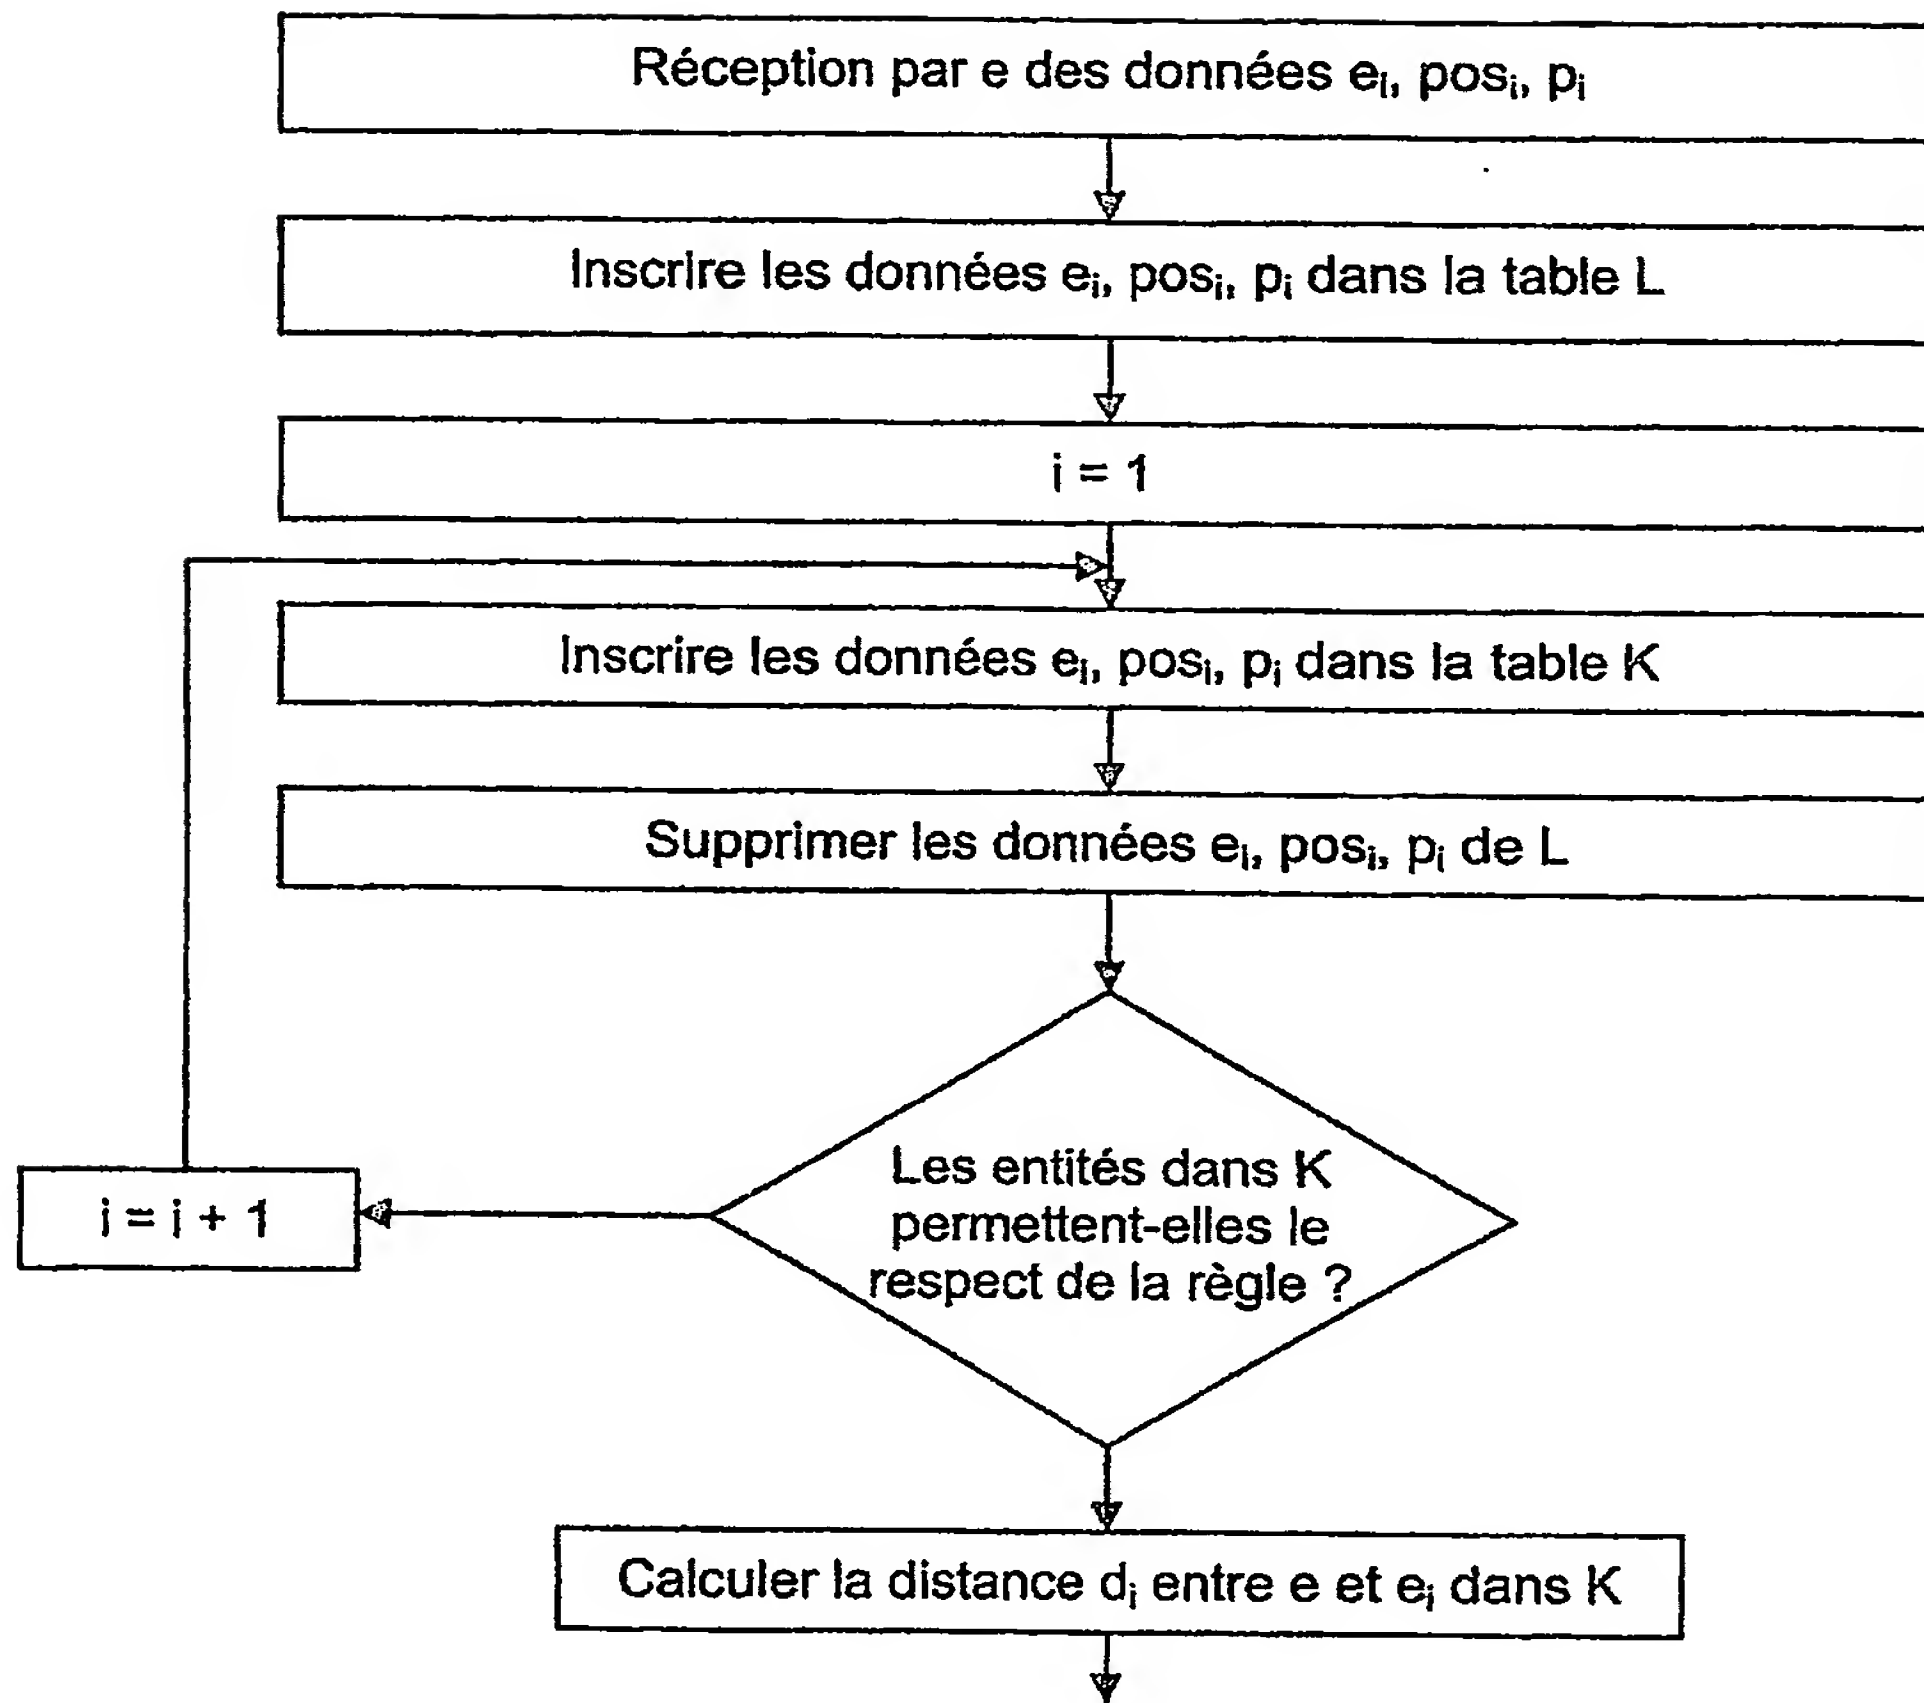 Réception par e des données eᵢ, posᵢ, pᵢ
Inscrire les données eᵢ, posᵢ, pᵢ dans la table L
i = 1
Inscrire les données eᵢ, posᵢ, pᵢ dans la table K
Supprimer les données eᵢ, posᵢ, pᵢ de L
Les entités dans K
permettent-elles le
respect de la règle ?
i = i + 1
Calculer la distance dⱼ entre e et eⱼ dans K